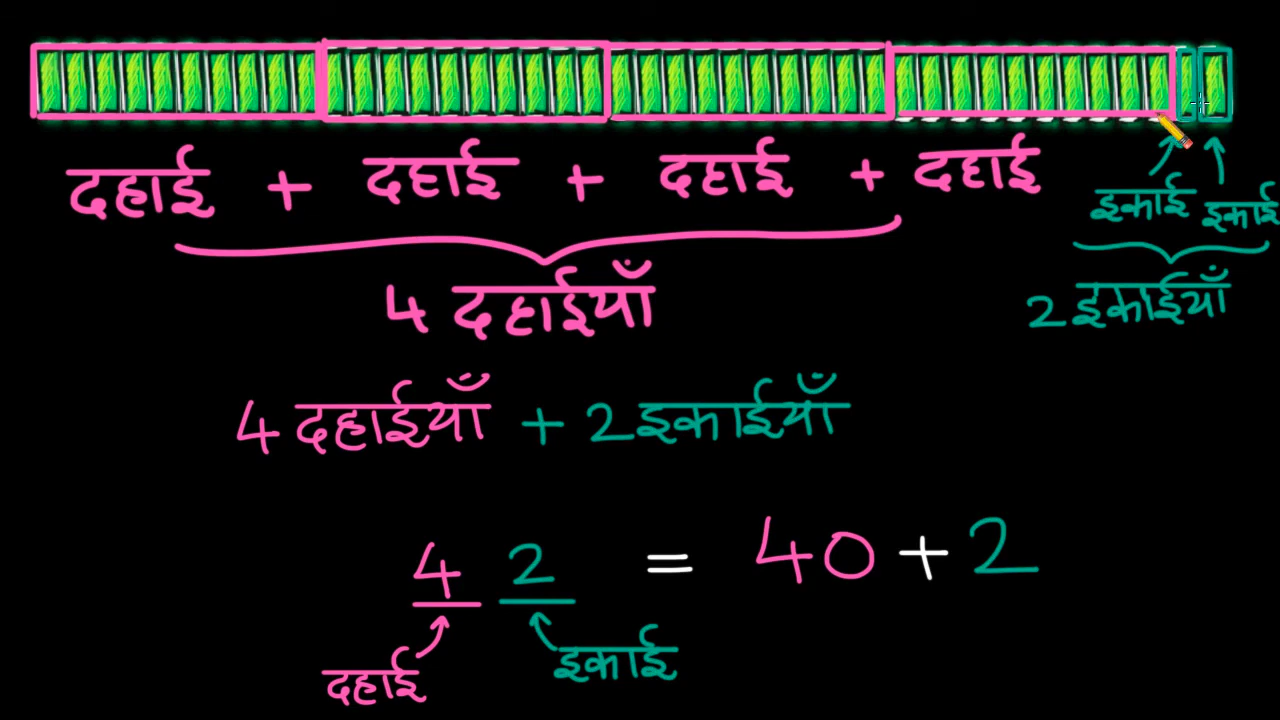 दहाई + दहाई + दहाई + दहाई
इकाई इकाई
4 दहाईयाँ
2 इकाईयाँ
4 दहाईयाँ + 2 इकाईयाँ
4 2 = 40 + 2
दहाई इकाई